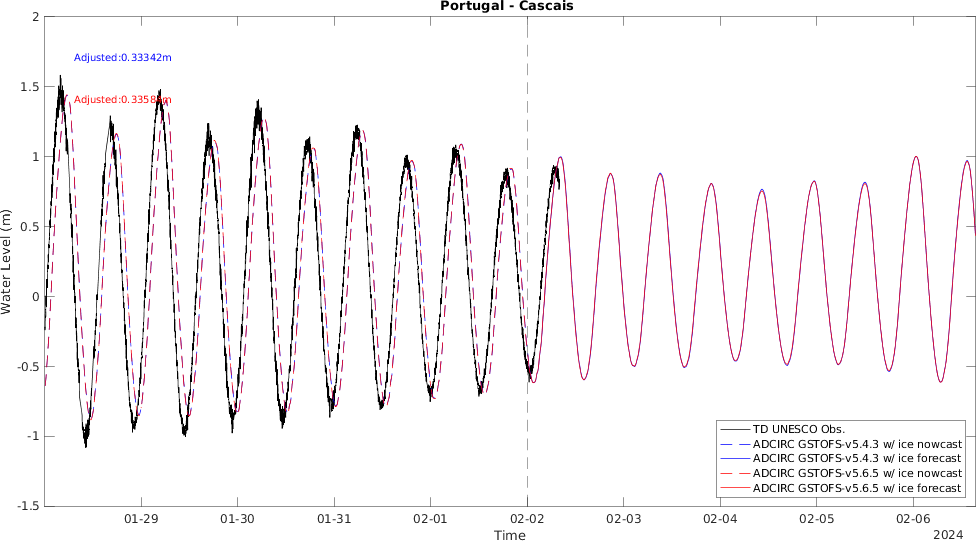 Portugal - Cascais
2
1.5
1
0.5
0
-0.5
-1
-1.5
Water Level (m)
Adjusted:0.33342m
TD UNESCO Obs.
ADCIRC GSTOFS-v5.4.3 w/ ice nowcast
ADCIRC GSTOFS-v5.4.3 w/ ice forecast
ADCIRC GSTOFS-v5.6.5 w/ ice nowcast
ADCIRC GSTOFS-v5.6.5 w/ ice forecast
01-29 01-30 01-31 02-01 02-02 02-03 02-04 02-05 02-06
Time
2024